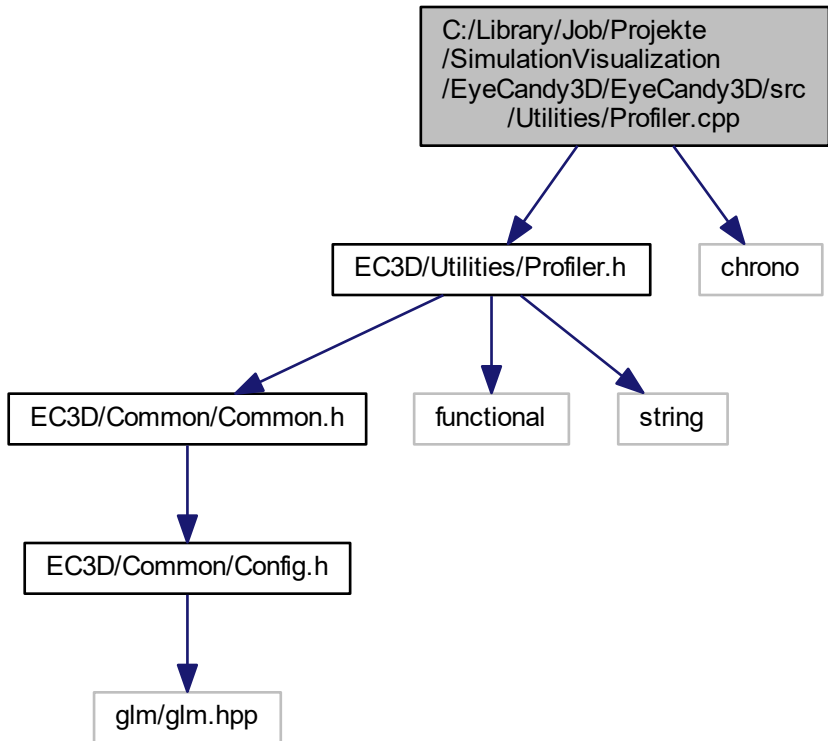 C:/Library/Job/Projekte
/SimulationVisualization
/EyeCandy3D/EyeCandy3D/src
/Utilities/Profiler.cpp
EC3D/Utilities/Profiler.h
chrono
EC3D/Common/Common.h
functional
string
EC3D/Common/Config.h
glm/glm.hpp